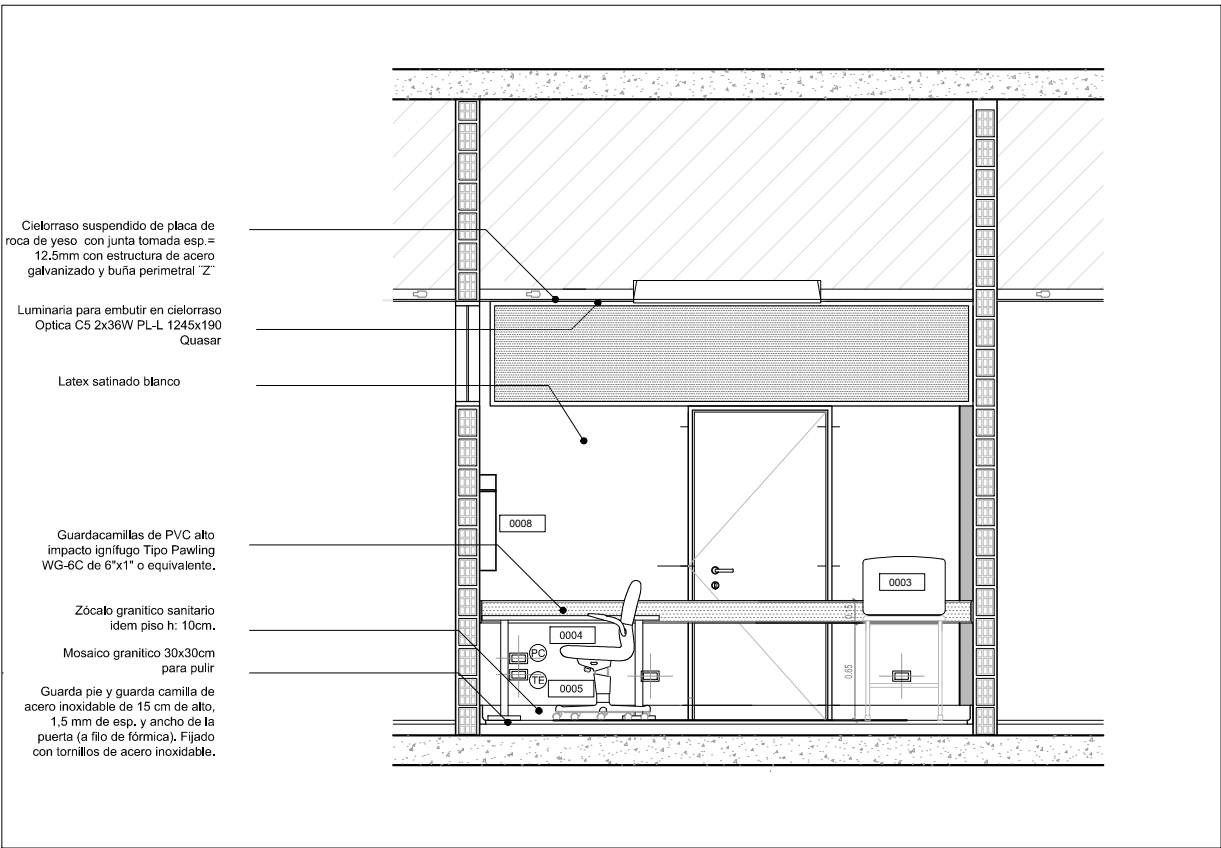 Cielorraso suspendido de placa de
roca de yeso con junta tomada esp.=
12.5mm con estructura de acero
galvanizado y buña perimetral ¨Z¨
Luminaria para embutir en cielorraso
Optica C5 2x36W PL-L 1245x190
Quasar
Latex satinado blanco
Guardacamillas de PVC alto
impacto ignífugo Tipo Pawling
WG-6C de 6"x1" o equivalente.
Zócalo granitico sanitario
idem piso h: 10cm.
Mosaico granitico 30x30cm
para pulir
Guarda pie y guarda camilla de
acero inoxidable de 15 cm de alto,
1,5 mm de esp. y ancho de la
puerta (a filo de fórmica). Fijado
con tornillos de acero inoxidable.
0008
0003
0004
PC
TE
0005
0.15
0.65